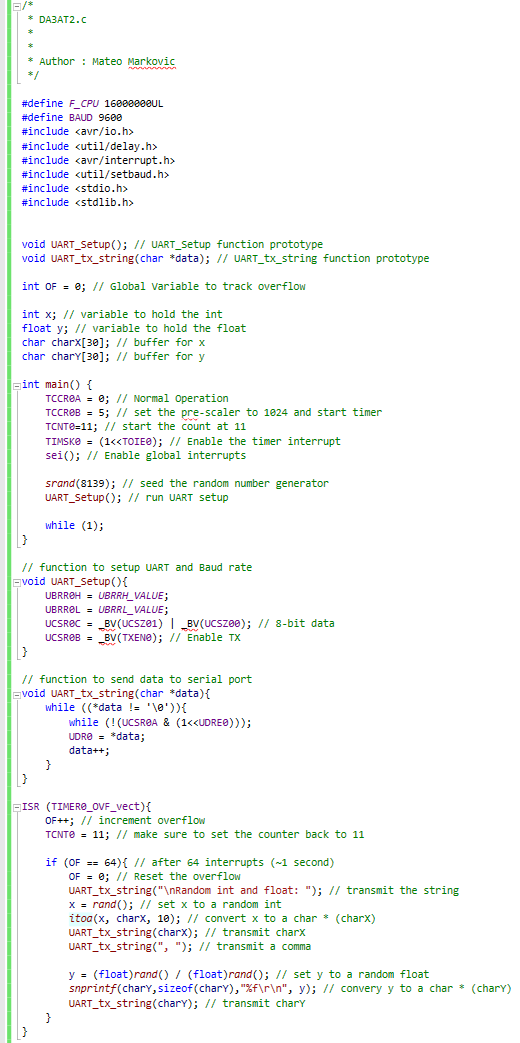 /*
 * DA3AT2.c
 *
 *
 * Author : Mateo Markovic
 */

#define F_CPU 16000000UL
#define BAUD 9600
#include <avr/io.h>
#include <util/delay.h>
#include <avr/interrupt.h>
#include <util/setbaud.h>
#include <stdio.h>
#include <stdlib.h>


void UART_Setup(); // UART_Setup function prototype
void UART_tx_string(char *data); // UART_tx_string function prototype

int OF = 0; // Global Variable to track overflow

int x; // variable to hold the int
float y; // variable to hold the float
char charX[30]; // buffer for x
char charY[30]; // buffer for y

int main() {
    TCCR0A = 0; // Normal Operation
    TCCR0B = 5; // set the pre-scaler to 1024 and start timer
    TCNT0=11; // start the count at 11
    TIMSK0 = (1<<TOIE0); // Enable the timer interrupt
    sei(); // Enable global interrupts

    srand(8139); // seed the random number generator
    UART_Setup(); // run UART setup

    while (1);
}

// function to setup UART and Baud rate
void UART_Setup(){
    UBRR0H = UBRRH_VALUE;
    UBRR0L = UBRRL_VALUE;
    UCSR0C = _BV(UCSZ01) | _BV(UCSZ00); // 8-bit data
    UCSR0B = _BV(TXEN0); // Enable TX
}

// function to send data to serial port
void UART_tx_string(char *data){
    while ((*data != '\0')){
        while (!(UCSR0A & (1<<UDRE0)));
        UDR0 = *data;
        data++;
    }
}

ISR (TIMER0_OVF_vect){
    OF++; // increment overflow
    TCNT0 = 11; // make sure to set the counter back to 11

    if (OF == 64){ // after 64 interrupts (~1 second)
        OF = 0; // Reset the overflow
        UART_tx_string("\nRandom int and float: "); // transmit the string
        x = rand(); // set x to a random int
        itoa(x, charX, 10); // convert x to a char * (charX)
        UART_tx_string(charX); // transmit charX
        UART_tx_string(", "); // transmit a comma

        y = (float)rand() / (float)rand(); // set y to a random float
        snprintf(charY,sizeof(charY),"%f\r\n", y); // convery y to a char * (charY)
        UART_tx_string(charY); // transmit charY
    }
}